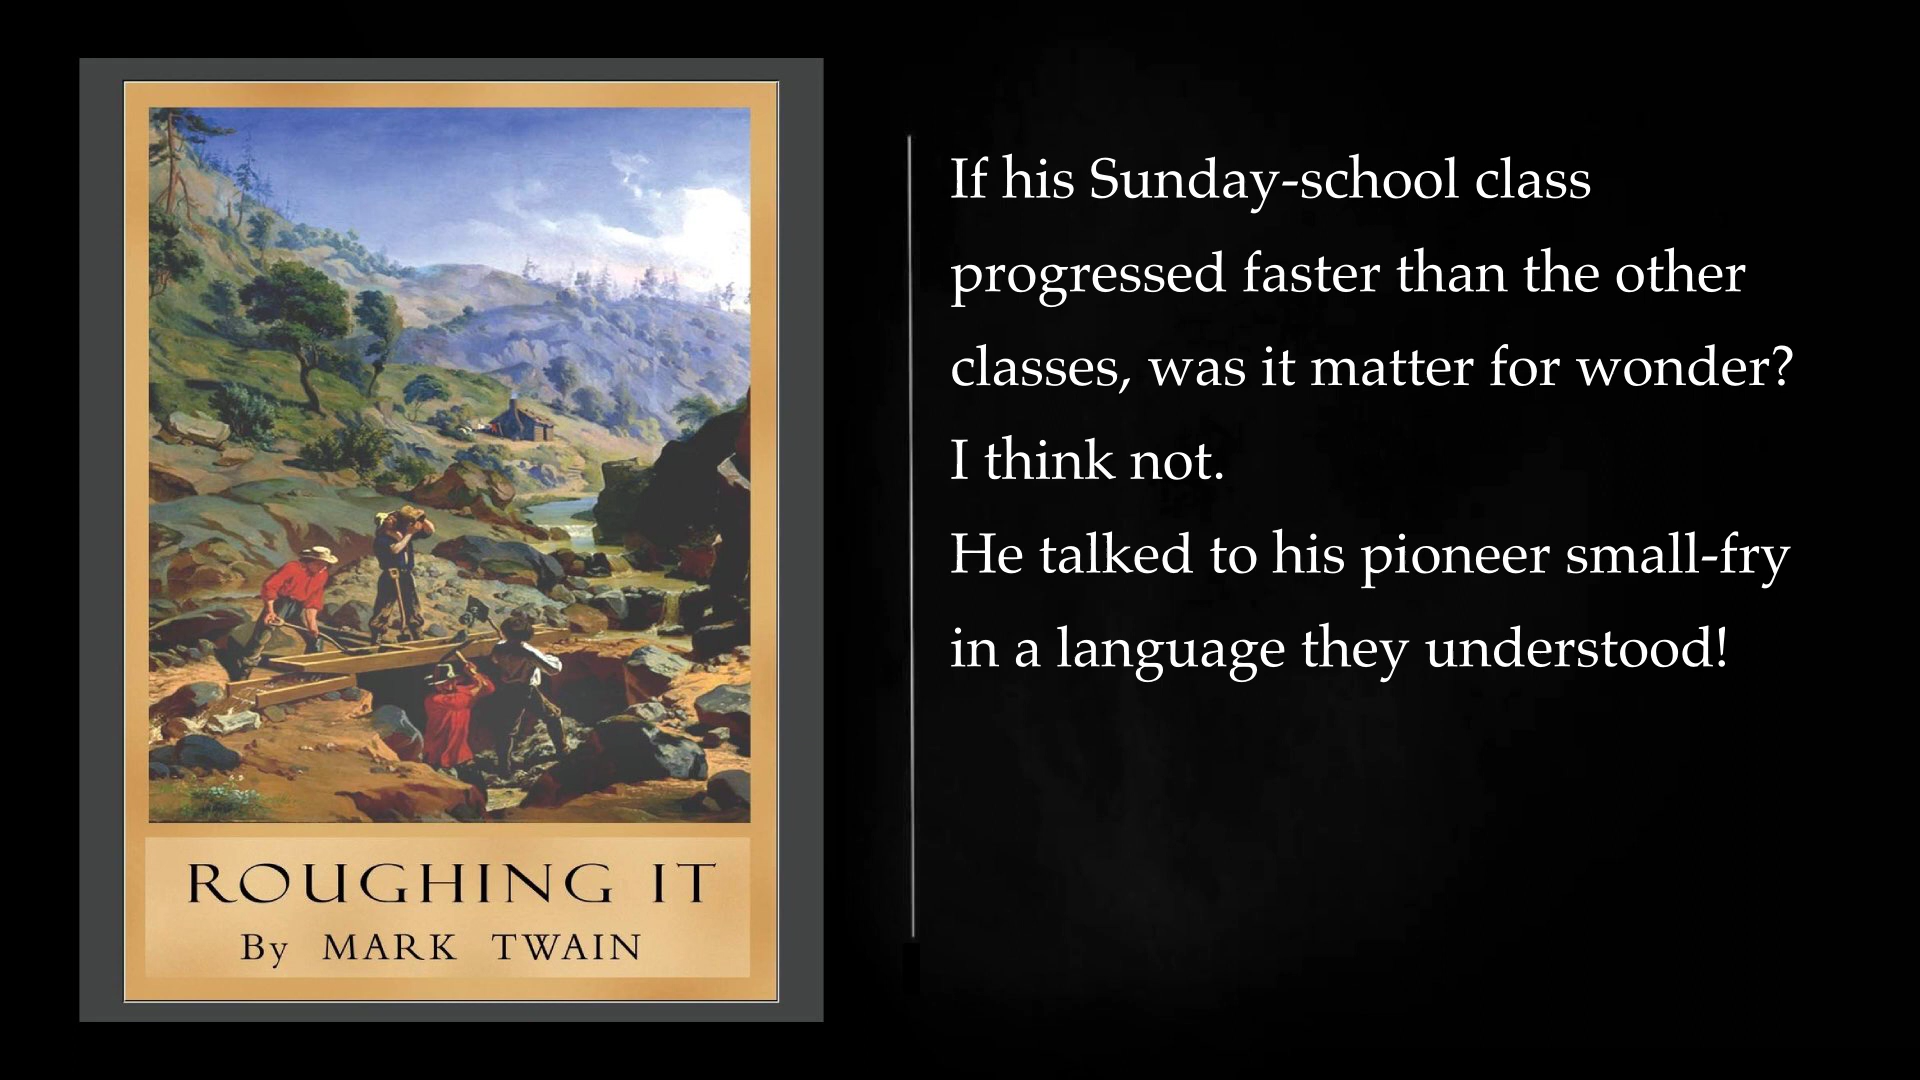 ROUGHING IT
By MARK TWAIN
If his Sunday-school class
progressed faster than the other
classes, was it matter for wonder?
I think not.
He talked to his pioneer small-fry
in a language they understood!